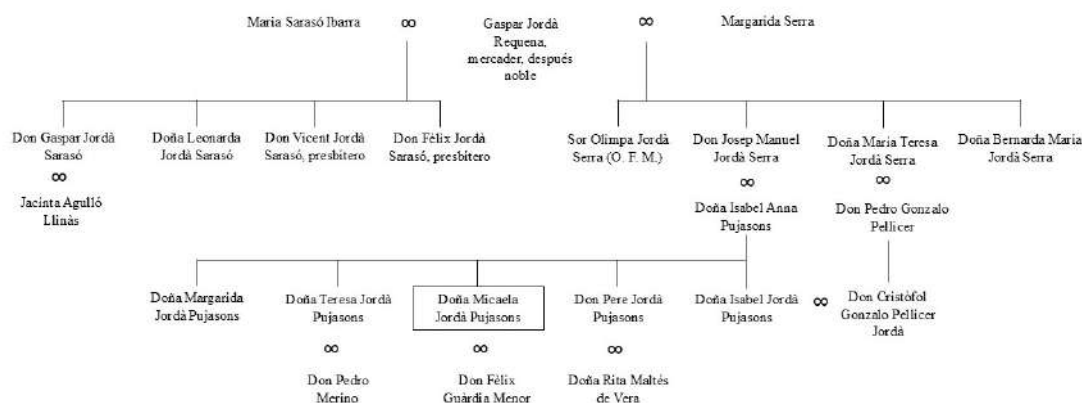 Maria Sarasó Ibarra
∞
Gaspar Jordà
Requena,
mercader, después
noble
∞
Margarida Serra
Don Gaspar Jordà
Sarasó
∞
Jacinta Agulló
Llinàs
Doña Leonarda
Jordà Sarasó
Don Vicent Jordà
Sarasó, presbitero
Don Fèlix Jordà
Sarasó, presbitero
Sor Olimpa Jordà
Serra (O. F. M.)
Don Josep Manuel
Jordà Serra
∞
Doña Isabel Anna
Pujasons
Doña Maria Teresa
Jordà Serra
∞
Don Pedro Gonzalo
Pellicer
Doña Bernarda Maria
Jordà Serra
Doña Margarida
Jordà Pujasons
Doña Teresa Jordà
Pujasons
∞
Don Pedro
Merino
Doña Micaela
Jordà Pujasons
∞
Don Fèlix
Guàrdia Menor
Don Pere Jordà
Pujasons
∞
Doña Rita Maltés
de Vera
Doña Isabel Jordà
Pujasons
∞
Don Cristòfol
Gonzalo Pellicer
Jordà